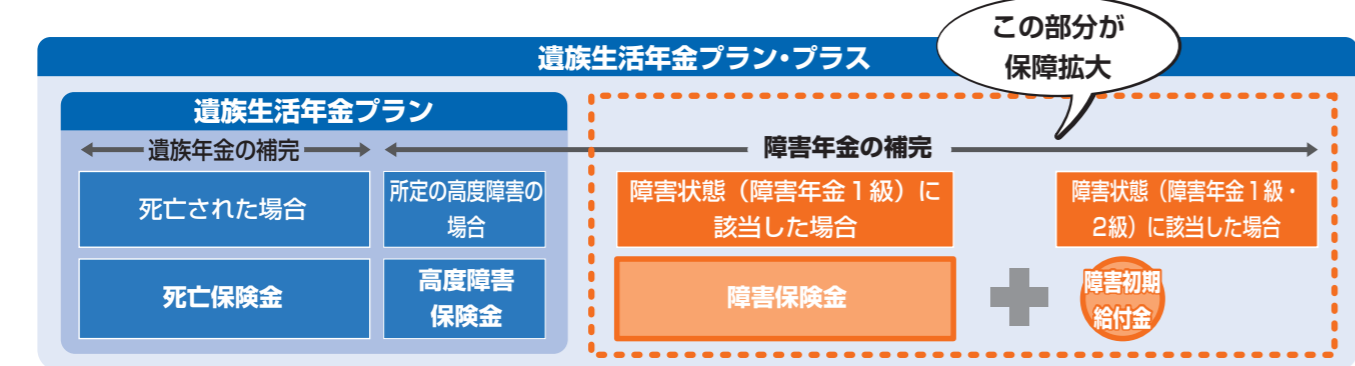 この部分が
保障拡大
遺族生活年金プラン・プラス
遺族生活年金プラン
遺族年金の補完
障害年金の補完
死亡された場合
所定の高度障害の
場合
障害状態（障害年金１級）に
該当した場合
障害状態（障害年金１級・
２級）に該当した場合
死亡保険金
高度障害
保険金
障害保険金
障害初期
給付金